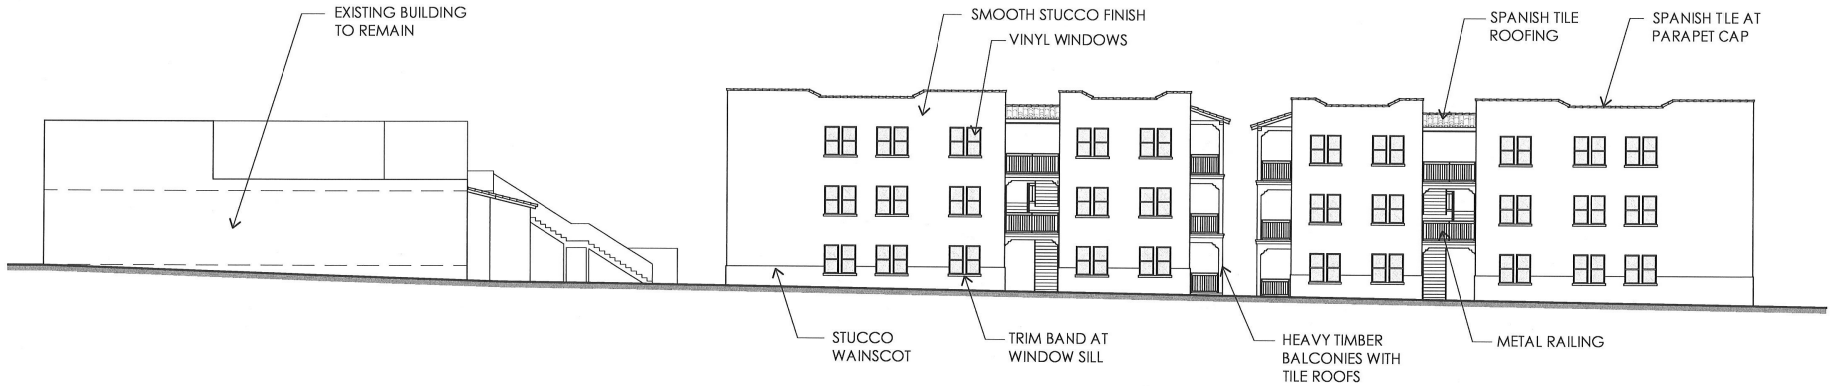 EXISTING BUILDING
TO REMAIN
SMOOTH STUCCO FINISH
VINYL WINDOWS
SPANISH TILE
ROOFING
SPANISH TLE AT
PARAPET CAP
STUCCO
WAINSCOT
TRIM BAND AT
WINDOW SILL
HEAVY TIMBER
BALCONIES WITH
TILE ROOFS
METAL RAILING